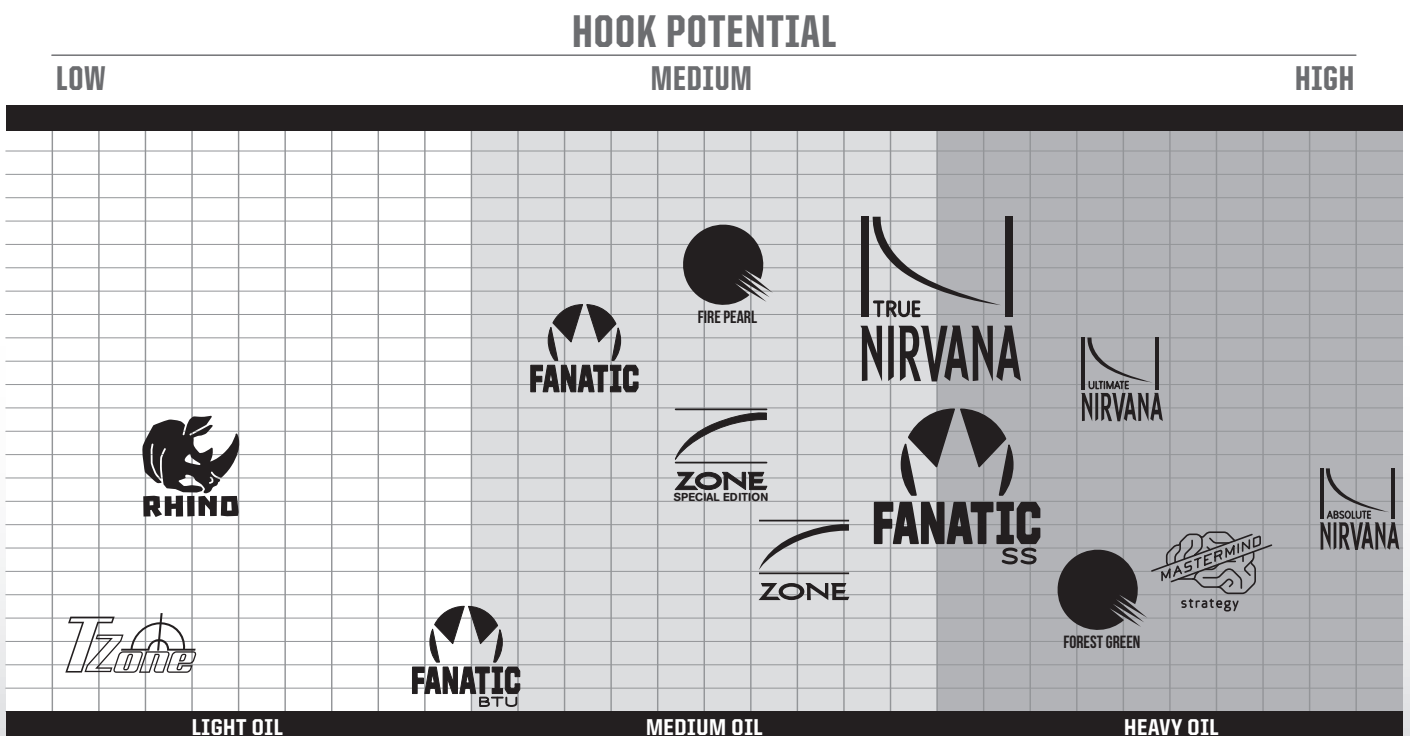 HOOK POTENTIAL
LOW MEDIUM HIGH
FIRE PEARL
TRUE
NIRVANA
FANATIC
ULTIMATE
NIRVANA
RHINO
ZONE
SPECIAL EDITION
FANATIC
SS
ABSOLUTE
NIRVANA
ZONE
MASTERMIND
strategy
FOREST GREEN
TZone
FANATIC
BTU
LIGHT OIL MEDIUM OIL HEAVY OIL